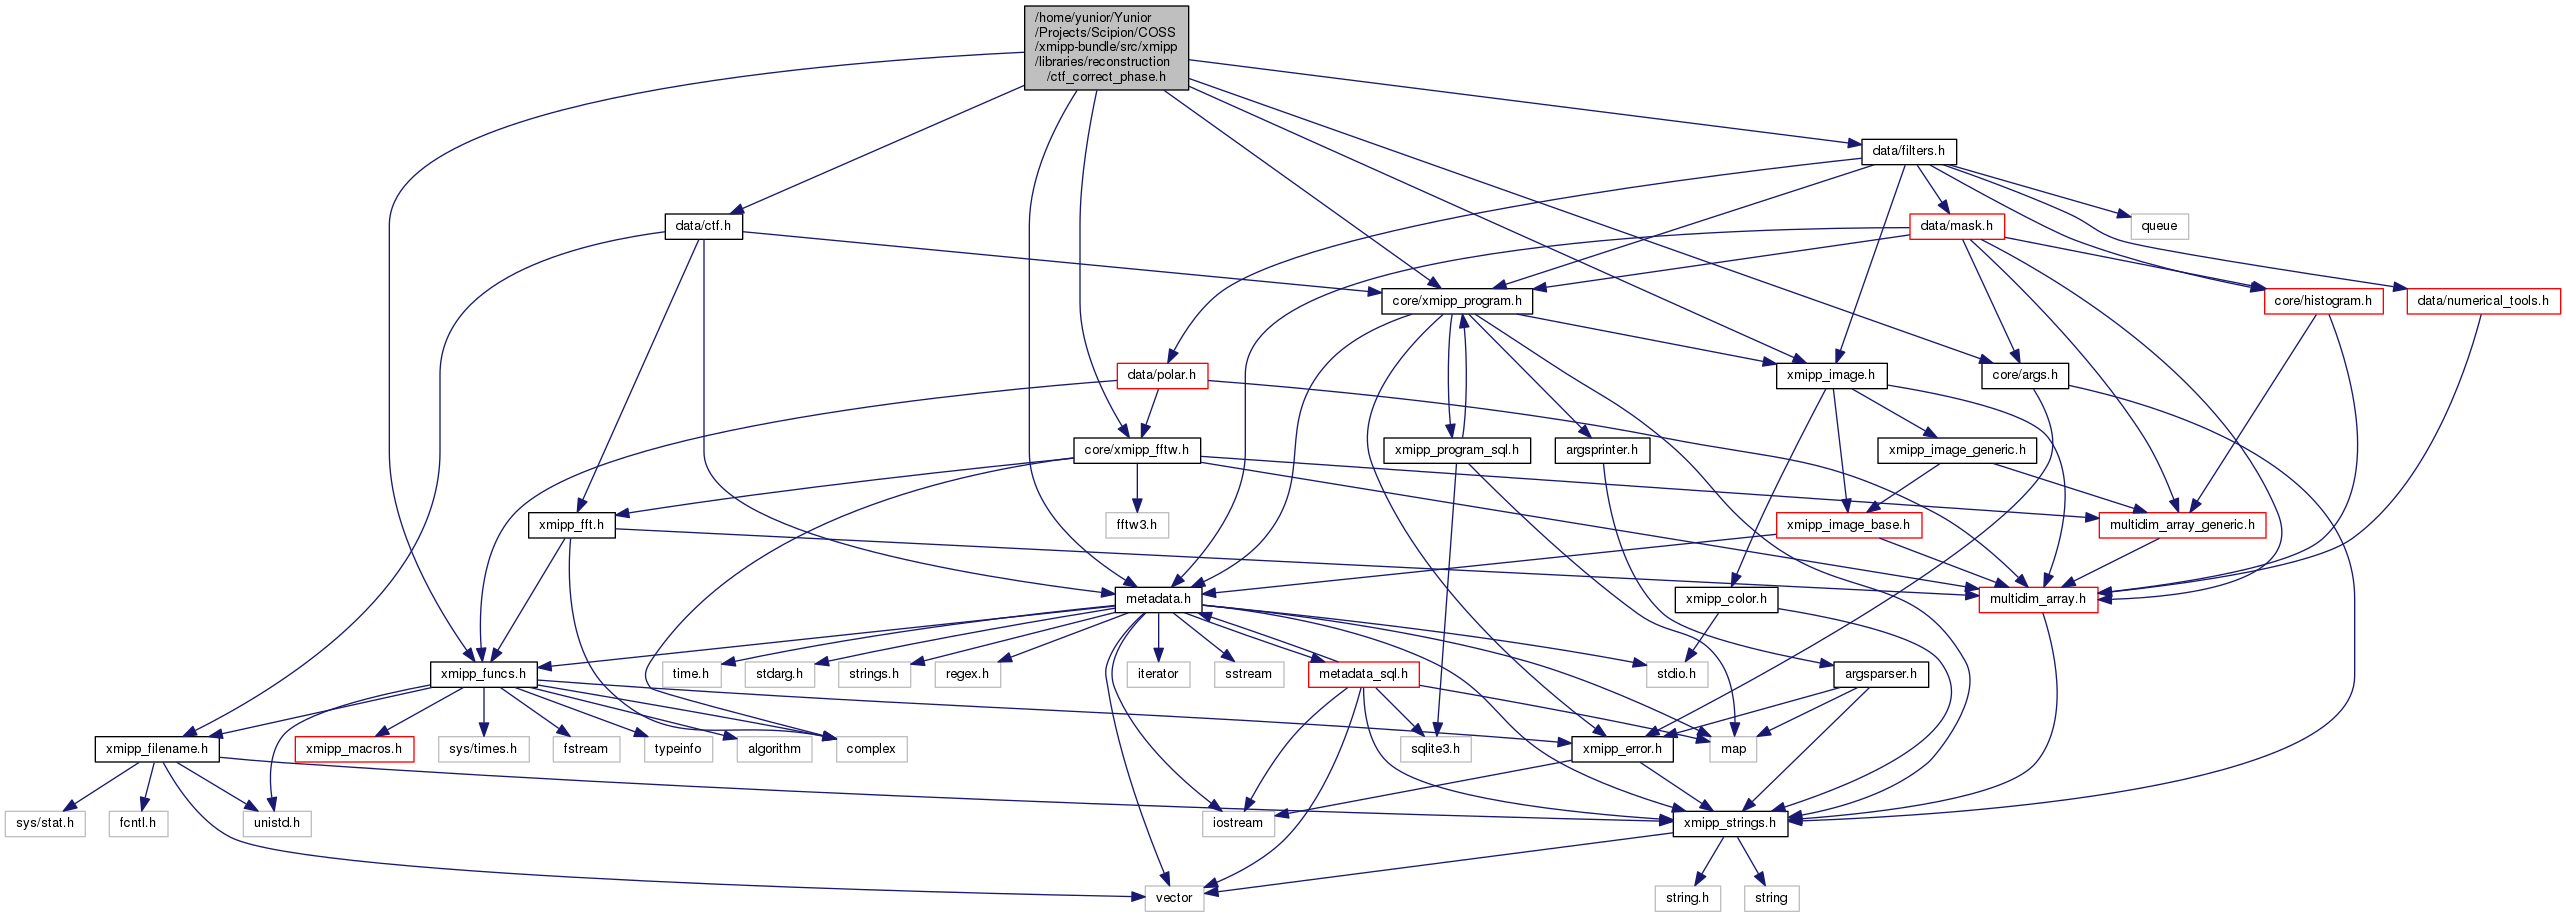 /home/yunior/Yunior
/Projects/Scipion/COSS
/xmipp-bundle/src/xmipp
/libraries/reconstruction
/ctf_correct_phase.h
data/filters.h
data/ctf.h
data/mask.h
queue
core/xmipp_program.h
core/histogram.h
data/numerical_tools.h
data/polar.h
xmipp_image.h
core/args.h
core/xmipp_fftw.h
xmipp_program_sql.h
argsprinter.h
xmipp_image_generic.h
xmipp_fft.h
fftw3.h
xmipp_image_base.h
multidim_array_generic.h
metadata.h
xmipp_color.h
multidim_array.h
xmipp_funcs.h
time.h
stdarg.h
strings.h
regex.h
iterator
sstream
metadata_sql.h
stdio.h
argsparser.h
xmipp_filename.h
xmipp_macros.h
sys/times.h
fstream
typeinfo
algorithm
complex
sqlite3.h
xmipp_error.h
map
sys/stat.h
fcntl.h
unistd.h
iostream
xmipp_strings.h
vector
string.h
string